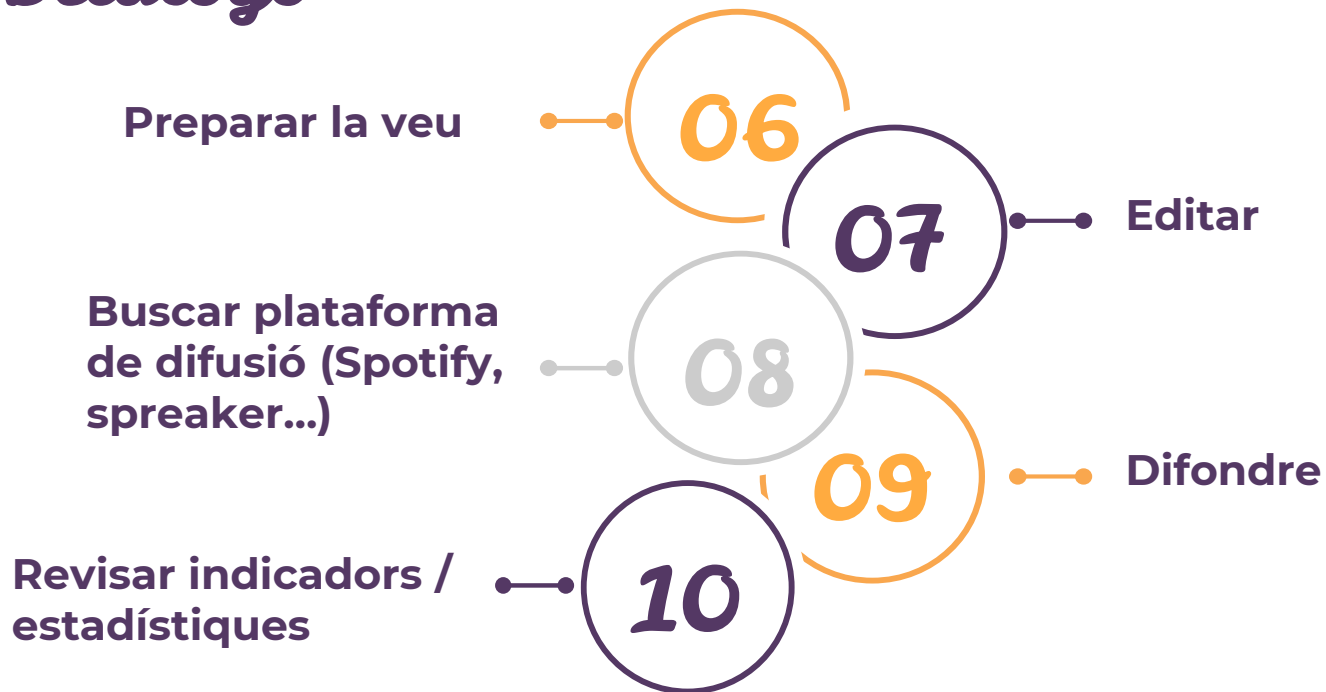 06
Preparar la veu
07
Editar
08
Buscar plataforma
de difusió (Spotify,
spreaker...)
09
Difondre
10
Revisar indicadors /
estadístiques